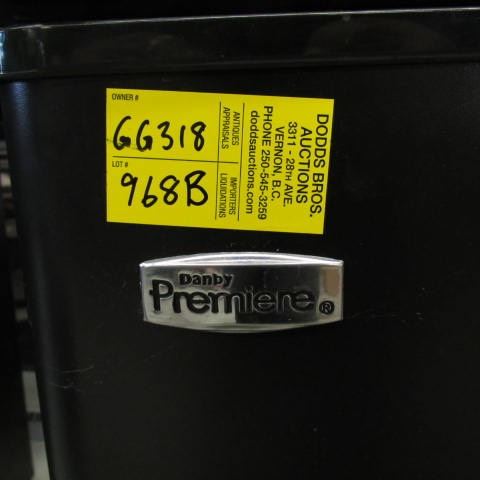 OWNER #
GG318
LOT #
968B
ANTIQUES
APPRAISALS
IMPORTERS
LIQUIDATIONS
DODDS BROS.
AUCTIONS
3311 - 28TH AVE.
VERNON, B.C.
PHONE 250-545-3259
doddsauctions.com
Danby
Premiere®